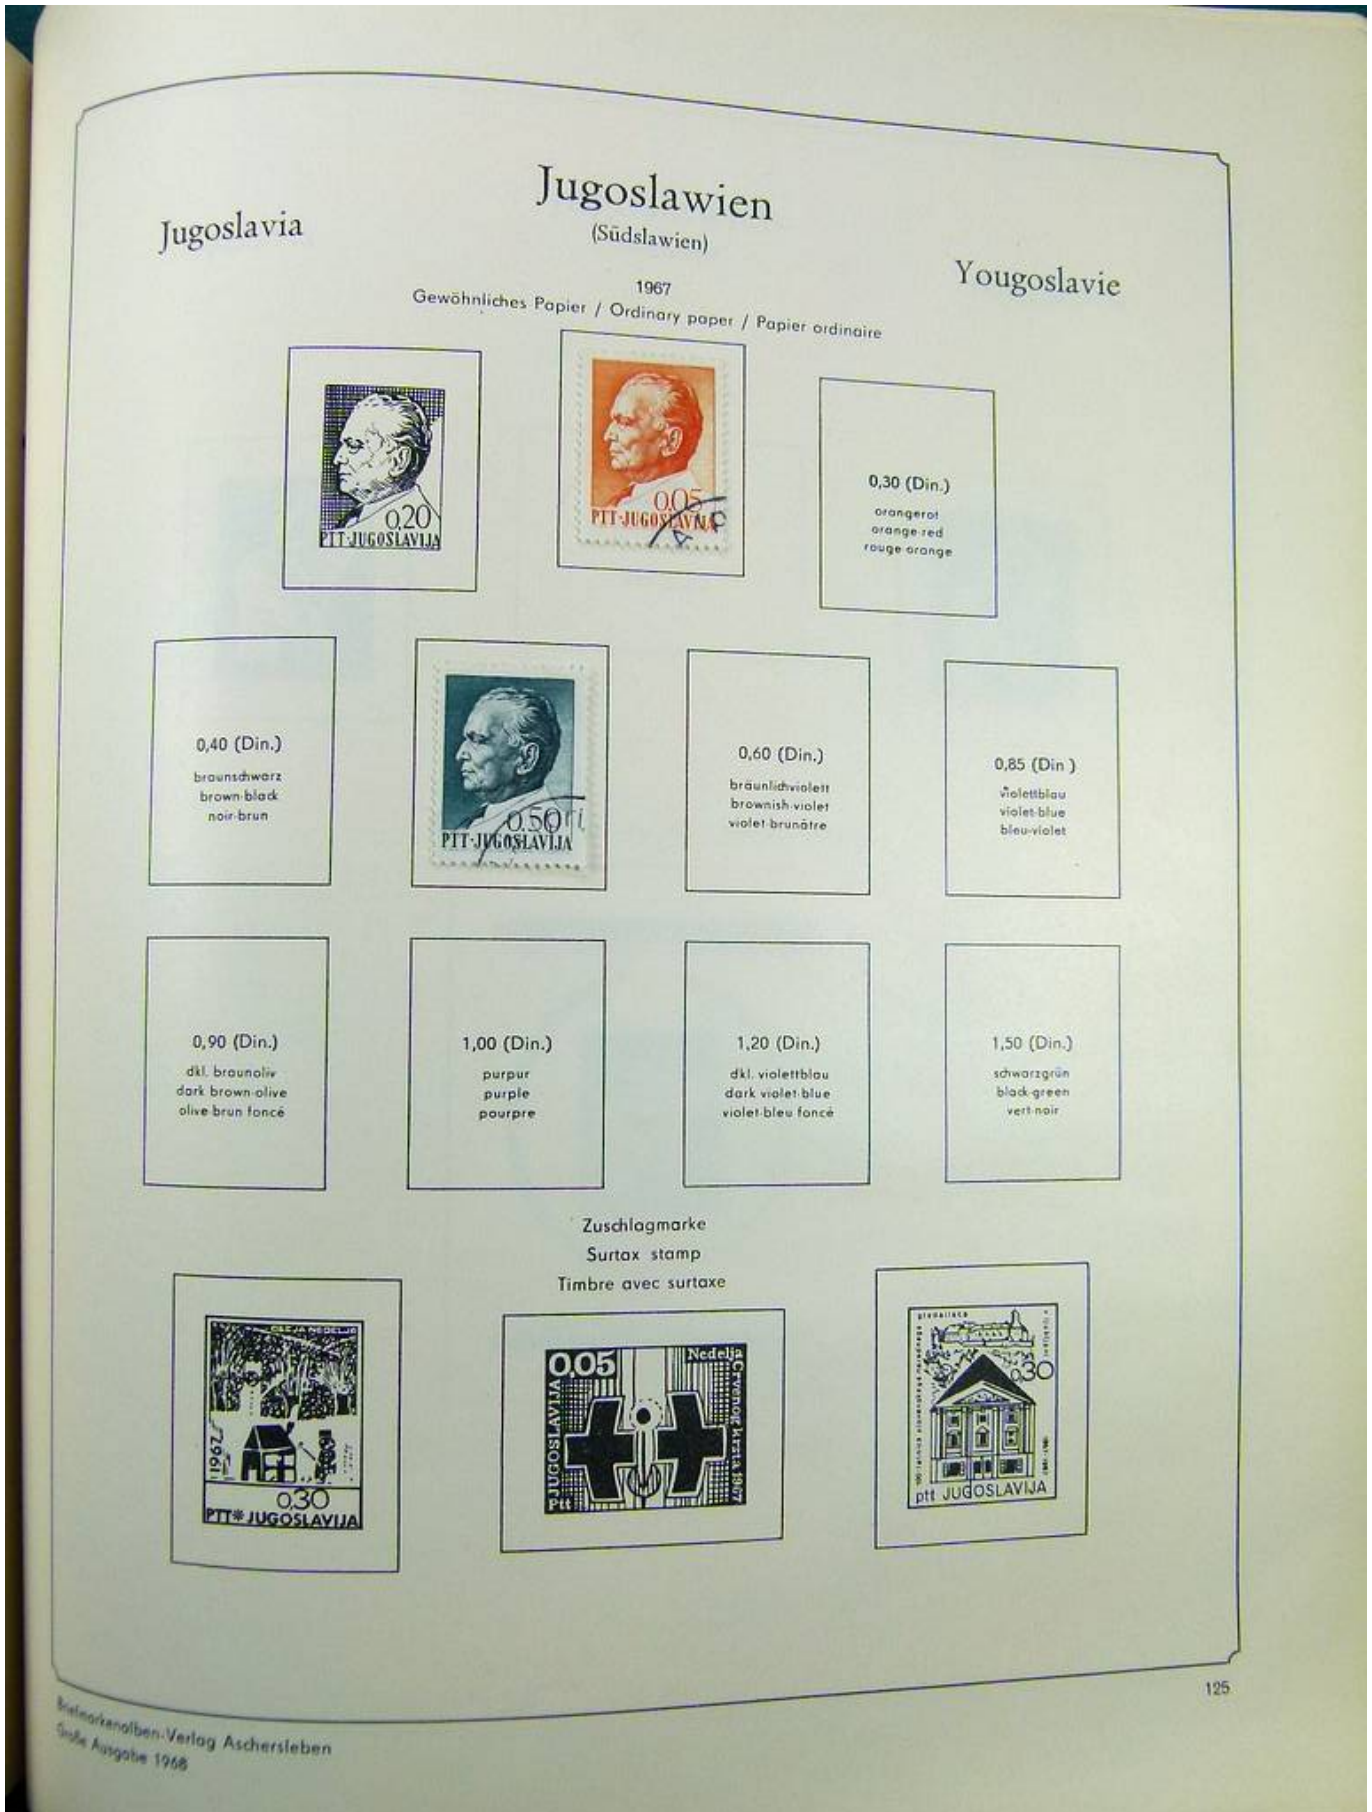 Jugoslawien
Jugoslavia
(Südslawien)
Yougoslavie
1967
Gewöhnliches Papier / Ordinary paper / Papier ordinaire
0,20
PTT·JUGOSLAVIJA
0,05
PTT·JUGOSLAVIJA
0,30 (Din.)
orangerot
orange-red
rouge-orange
0,40 (Din.)
braunschwarz
brown-black
noir-brun
0,50
PTT·JUGOSLAVIJA
0,60 (Din.)
bräunlichviolett
brownish-violet
violet-brunâtre
0,85 (Din )
violettblau
violet-blue
bleu-violet
0,90 (Din.)
dkl. braunoliv
dark brown-olive
olive-brun foncé
1,00 (Din.)
purpur
purple
pourpre
1,20 (Din.)
dkl. violettblau
dark violet-blue
violet-bleu foncé
1,50 (Din.)
schwarzgrün
black-green
vert-noir
Zuschlagmarke
Surtax stamp
Timbre avec surtaxe
NEDELJA
1967
0,30
PTT* JUGOSLAVIJA
0.05
Nedelja
Crvenog krsta 1967
JUGOSLAVIJA
Ptt
gledališča
slovenskega narodnega
0,30
ptt JUGOSLAVIJA
125
Briefmarkenalben-Verlag Aschersleben
Große Ausgabe 1968